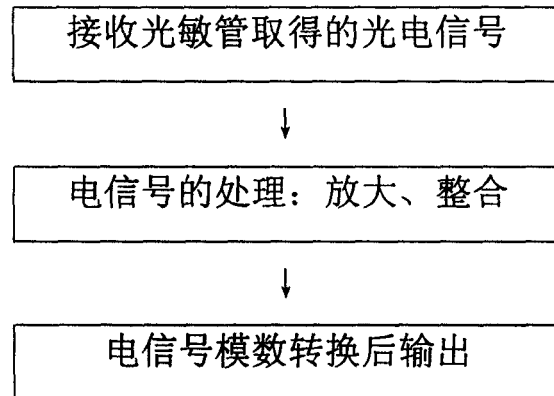 接收光敏管取得的光电信号
电信号的处理：放大、整合
电信号模数转换后输出